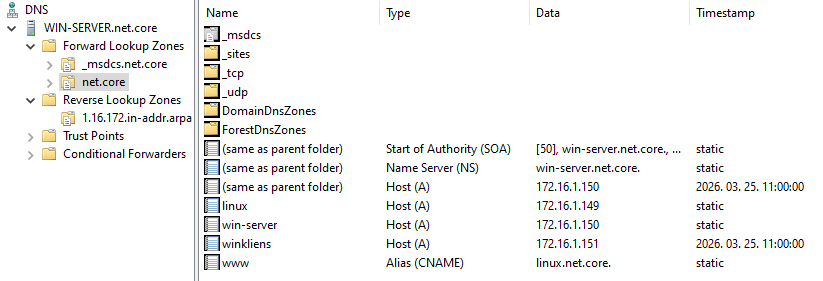 DNS
WIN-SERVER.net.core
Forward Lookup Zones
_msdcs.net.core
net.core
Reverse Lookup Zones
1.16.172.in-addr.arpa
Trust Points
Conditional Forwarders
Name Type Data Timestamp
_msdcs
_sites
_tcp
_udp
DomainDnsZones
ForestDnsZones
(same as parent folder) Start of Authority (SOA) [50], win-server.net.core., ... static
(same as parent folder) Name Server (NS) win-server.net.core. static
(same as parent folder) Host (A) 172.16.1.150 2026. 03. 25. 11:00:00
linux Host (A) 172.16.1.149 static
win-server Host (A) 172.16.1.150 static
winkliens Host (A) 172.16.1.151 2026. 03. 25. 11:00:00
www Alias (CNAME) linux.net.core. static